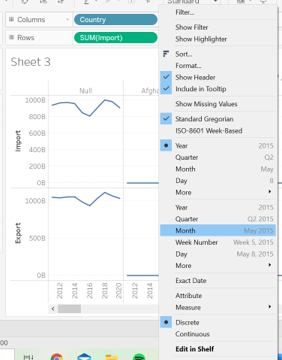 Standard
Columns
Country
Rows
SUM(Import)
Sheet 3
Null
Import
1000B
800B
600B
400B
200B
0B
Export
1000B
500B
0B
2012
2014
2016
2018
2020
2012
2014
Filter...
Show Filter
Show Highlighter
Sort...
Format...
Show Header
Include in Tooltip
Show Missing Values
Standard Gregorian
ISO-8601 Week-Based
Year 2015
Quarter Q2
Month May
Day 8
More
Year 2015
Quarter Q2 2015
Month May 2015
Week Number Week 5, 2015
Day May 8, 2015
More
Exact Date
Attribute
Measure
Discrete
Continuous
Edit in Shelf